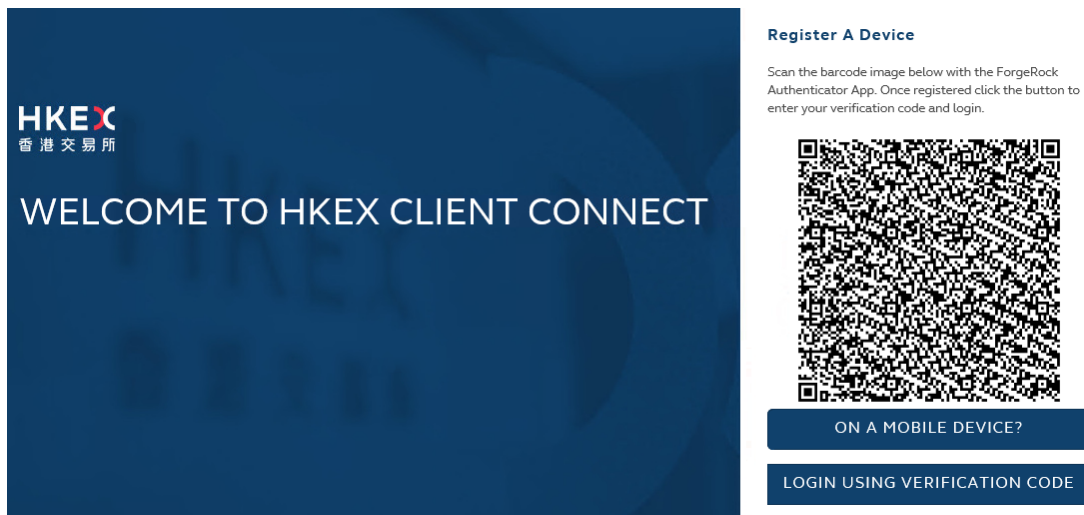 HKEX
香港交易所
WELCOME TO HKEX CLIENT CONNECT
Register A Device
Scan the barcode image below with the ForgeRock
Authenticator App. Once registered click the button to
enter your verification code and login.
ON A MOBILE DEVICE?
LOGIN USING VERIFICATION CODE